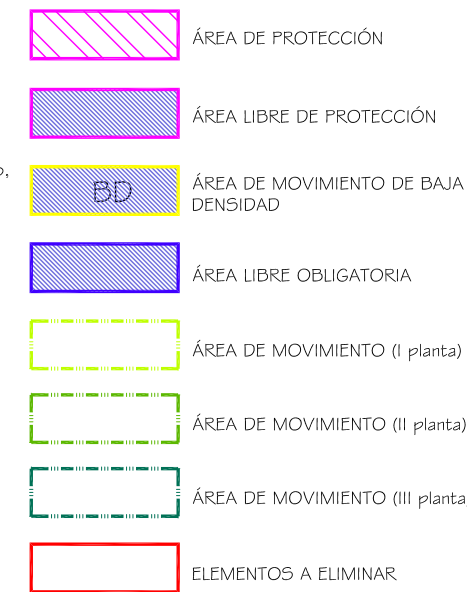 ÁREA DE PROTECCIÓN
ÁREA LIBRE DE PROTECCIÓN
BD
ÁREA DE MOVIMIENTO DE BAJA
DENSIDAD
ÁREA LIBRE OBLIGATORIA
ÁREA DE MOVIMIENTO (I planta)
ÁREA DE MOVIMIENTO (II planta)
ÁREA DE MOVIMIENTO (III planta
ELEMENTOS A ELIMINAR